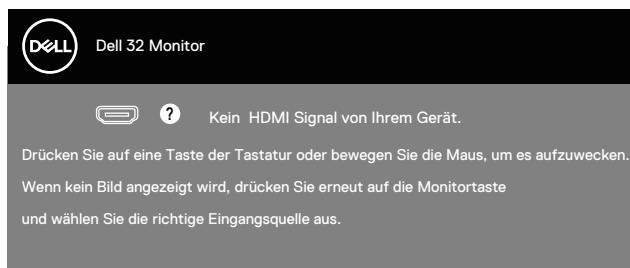 DELL Dell 32 Monitor
? Kein HDMI Signal von Ihrem Gerät.
Drücken Sie auf eine Taste der Tastatur oder bewegen Sie die Maus, um es aufzuwecken.
Wenn kein Bild angezeigt wird, drücken Sie erneut auf die Monitortaste
und wählen Sie die richtige Eingangsquelle aus.